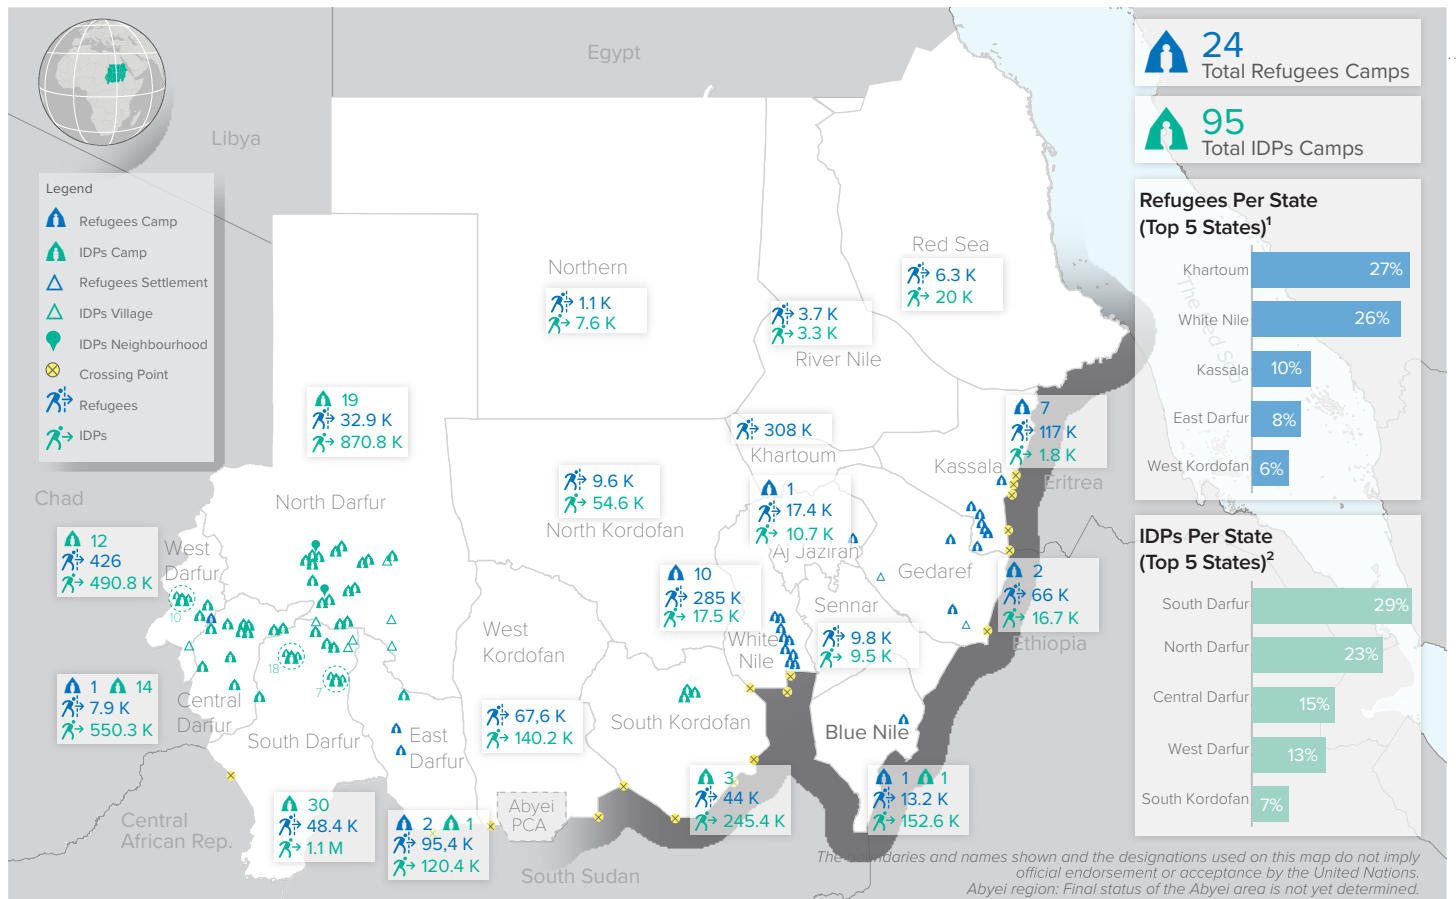 Egypt
Libya
Legend
Refugees Camp
IDPs Camp
Refugees Settlement
IDPs Village
IDPs Neighbourhood
Crossing Point
Refugees
IDPs
Chad
Northern
1.1 K
7.6 K
Red Sea
6.3 K
20 K
3.7 K
3.3 K
River Nile
19
32.9 K
870.8 K
North Darfur
308 K
Khartoum
7
117 K
1.8 K
Kassala
Eritrea
9.6 K
54.6 K
North Kordofan
1
17.4 K
10.7 K
Aj Jazirah
12
426
490.8 K
West
Darfur
10
10
285 K
17.5 K
White
Nile
Gedaref
2
66 K
16.7 K
Ethiopia
Sennar
9.8 K
9.5 K
West
Kordofan
67,6 K
140.2 K
18
7
1 14
7.9 K
550.3 K
Central
Darfur
South Darfur
East
Darfur
South Kordofan
Blue Nile
3
44 K
245.4 K
1 1
13.2 K
152.6 K
30
48.4 K
1.1 M
2 1
95,4 K
120.4 K
Abyei
PCA
Central
African Rep.
South Sudan
The Red Sea
24
Total Refugees Camps
95
Total IDPs Camps
Refugees Per State
(Top 5 States)¹
Khartoum 27%
White Nile 26%
Kassala 10%
East Darfur 8%
West Kordofan 6%
IDPs Per State
(Top 5 States)²
South Darfur 29%
North Darfur 23%
Central Darfur 15%
West Darfur 13%
South Kordofan 7%
The boundaries and names shown and the designations used on this map do not imply
official endorsement or acceptance by the United Nations.
Abyei region: Final status of the Abyei area is not yet determined.